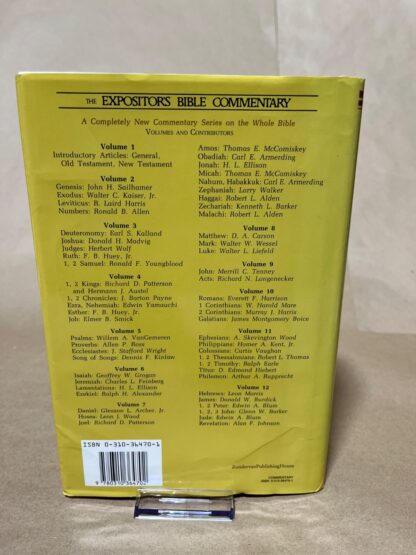 THE EXPOSITOR'S BIBLE COMMENTARY
A Completely New Commentary Series on the Whole Bible
VOLUMES AND CONTRIBUTORS
Volume 1
Introductory Articles: General,
Old Testament, New Testament
Volume 2
Genesis: John H. Sailhamer
Exodus: Walter C. Kaiser, Jr.
Leviticus: R. Laird Harris
Numbers: Ronald B. Allen
Volume 3
Deuteronomy: Earl S. Kalland
Joshua: Donald H. Madvig
Judges: Herbert Wolf
Ruth: F. B. Huey, Jr.
1, 2 Samuel: Ronald F. Youngblood
Volume 4
1, 2 Kings: Richard D. Patterson
and Hermann J. Austel
1, 2 Chronicles: J. Barton Payne
Ezra, Nehemiah: Edwin Yamauchi
Esther: F. B. Huey, Jr.
Job: Elmer B. Smick
Volume 5
Psalms: Willem A. VanGemeren
Proverbs: Allen P. Ross
Ecclesiastes: J. Stafford Wright
Song of Songs: Dennis F. Kinlaw
Volume 6
Isaiah: Geoffrey W. Grogan
Jeremiah: Charles L. Feinberg
Lamentations: H. L. Ellison
Ezekiel: Ralph H. Alexander
Volume 7
Daniel: Gleason L. Archer, Jr.
Hosea: Leon J. Wood
Joel: Richard D. Patterson
Amos: Thomas E. McComiskey
Obadiah: Carl E. Armerding
Jonah: H. L. Ellison
Micah: Thomas E. McComiskey
Nahum, Habakkuk: Carl E. Armerding
Zephaniah: Larry Walker
Haggai: Robert L. Alden
Zechariah: Kenneth L. Barker
Malachi: Robert L. Alden
Volume 8
Matthew: D. A. Carson
Mark: Walter W. Wessel
Luke: Walter L. Liefeld
Volume 9
John: Merrill C. Tenney
Acts: Richard N. Longenecker
Volume 10
Romans: Everett F. Harrison
1 Corinthians: W. Harold Mare
2 Corinthians: Murray J. Harris
Galatians: James Montgomery Boice
Volume 11
Ephesians: A. Skevington Wood
Philippians: Homer A. Kent, Jr.
Colossians: Curtis Vaughan
1, 2 Thessalonians: Robert L. Thomas
1, 2 Timothy: Ralph Earle
Titus: D. Edmond Hiebert
Philemon: Arthur A. Rupprecht
Volume 12
Hebrews: Leon Morris
James: Donald W. Burdick
1, 2 Peter: Edwin A. Blum
1, 2, 3 John: Glenn W. Barker
Jude: Edwin A. Blum
Revelation: Alan F. Johnson
ISBN 0-310-36470-1
9 780310 364702
Zondervan Publishing House
COMMENTARY
ISBN 0-310-36470-1